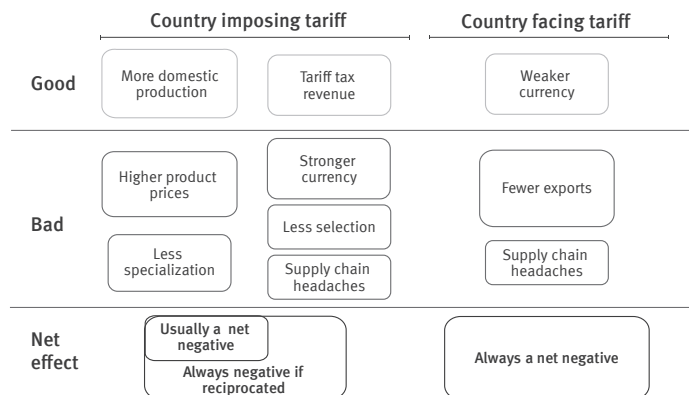 Country imposing tariff
Country facing tariff
Good
More domestic
production
Tariff tax
revenue
Weaker
currency
Bad
Higher product
prices
Stronger
currency
Fewer exports
Less selection
Less
specialization
Supply chain
headaches
Supply chain
headaches
Net
effect
Usually a net
negative
Always negative if
reciprocated
Always a net negative